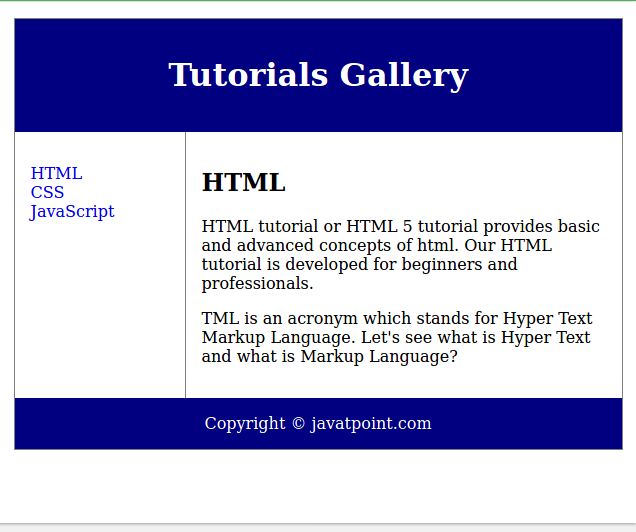 Tutorials Gallery
HTML
CSS
JavaScript
HTML
HTML tutorial or HTML 5 tutorial provides basic
and advanced concepts of html. Our HTML
tutorial is developed for beginners and
professionals.
TML is an acronym which stands for Hyper Text
Markup Language. Let's see what is Hyper Text
and what is Markup Language?
Copyright © javatpoint.com